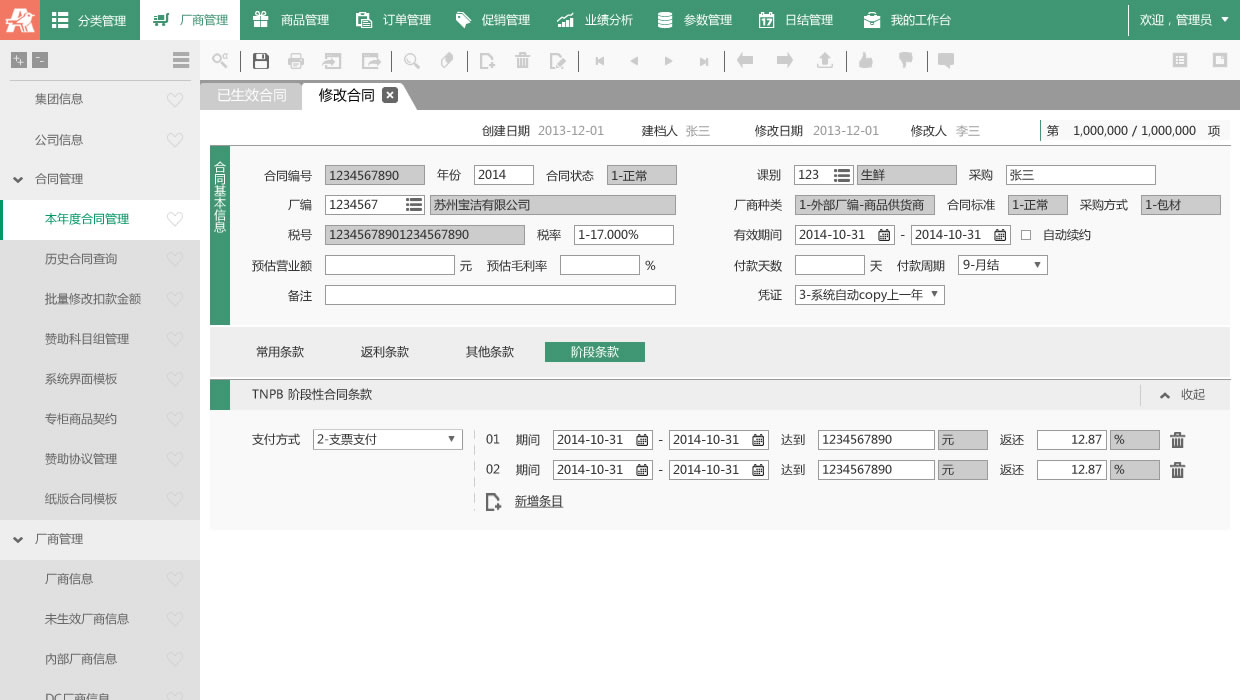 分类管理 厂商管理 商品管理 订单管理 促销管理 业绩分析 参数管理 日结管理 我的工作台 欢迎，管理员
集团信息
公司信息
合同管理
本年度合同管理
历史合同查询
批量修改扣款金额
赞助科目组管理
系统界面模板
专柜商品契约
赞助协议管理
纸版合同模板
厂商管理
厂商信息
未生效厂商信息
内部厂商信息
DC厂商信息
已生效合同 修改合同
创建日期 2013-12-01 建档人 张三 修改日期 2013-12-01 修改人 李三 第 1,000,000 / 1,000,000 项
合同基本信息
合同编号 1234567890 年份 2014 合同状态 1-正常 课别 123 生鲜 采购 张三
厂编 1234567 苏州宝洁有限公司 厂商种类 1-外部厂编-商品供货商 合同标准 1-正常 采购方式 1-包材
税号 12345678901234567890 税率 1-17.000% 有效期间 2014-10-31 - 2014-10-31 自动续约
预估营业额 元 预估毛利率 % 付款天数 天 付款周期 9-月结
备注 凭证 3-系统自动copy上一年
常用条款 返利条款 其他条款 阶段条款
TNPB 阶段性合同条款 收起
支付方式 2-支票支付 01 期间 2014-10-31 - 2014-10-31 达到 1234567890 元 返还 12.87 %
02 期间 2014-10-31 - 2014-10-31 达到 1234567890 元 返还 12.87 %
新增条目